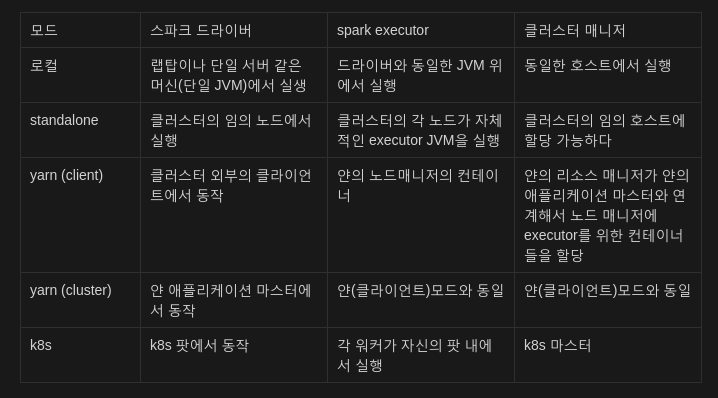 모드
스파크 드라이버
spark executor
클러스터 매니저
로컬
랩탑이나 단일 서버 같은
머신(단일 JVM)에서 실생
드라이버와 동일한 JVM 위
에서 실행
동일한 호스트에서 실행
standalone
클러스터의 임의 노드에서
실행
클러스터의 각 노드가 자체
적인 executor JVM을 실행
클러스터의 임의 호스트에
할당 가능하다
yarn (client)
클러스터 외부의 클라이언
트에서 동작
얀의 노드매니저의 컨테이
너
얀의 리소스 매니저가 얀의
애플리케이션 마스터와 연
계해서 노드 매니저에
executor를 위한 컨테이너
들을 할당
yarn (cluster)
얀 애플리케이션 마스터에
서 동작
얀(클라이언트)모드와 동일
얀(클라이언트)모드와 동일
k8s
k8s 팟에서 동작
각 워커가 자신의 팟 내에
서 실행
k8s 마스터